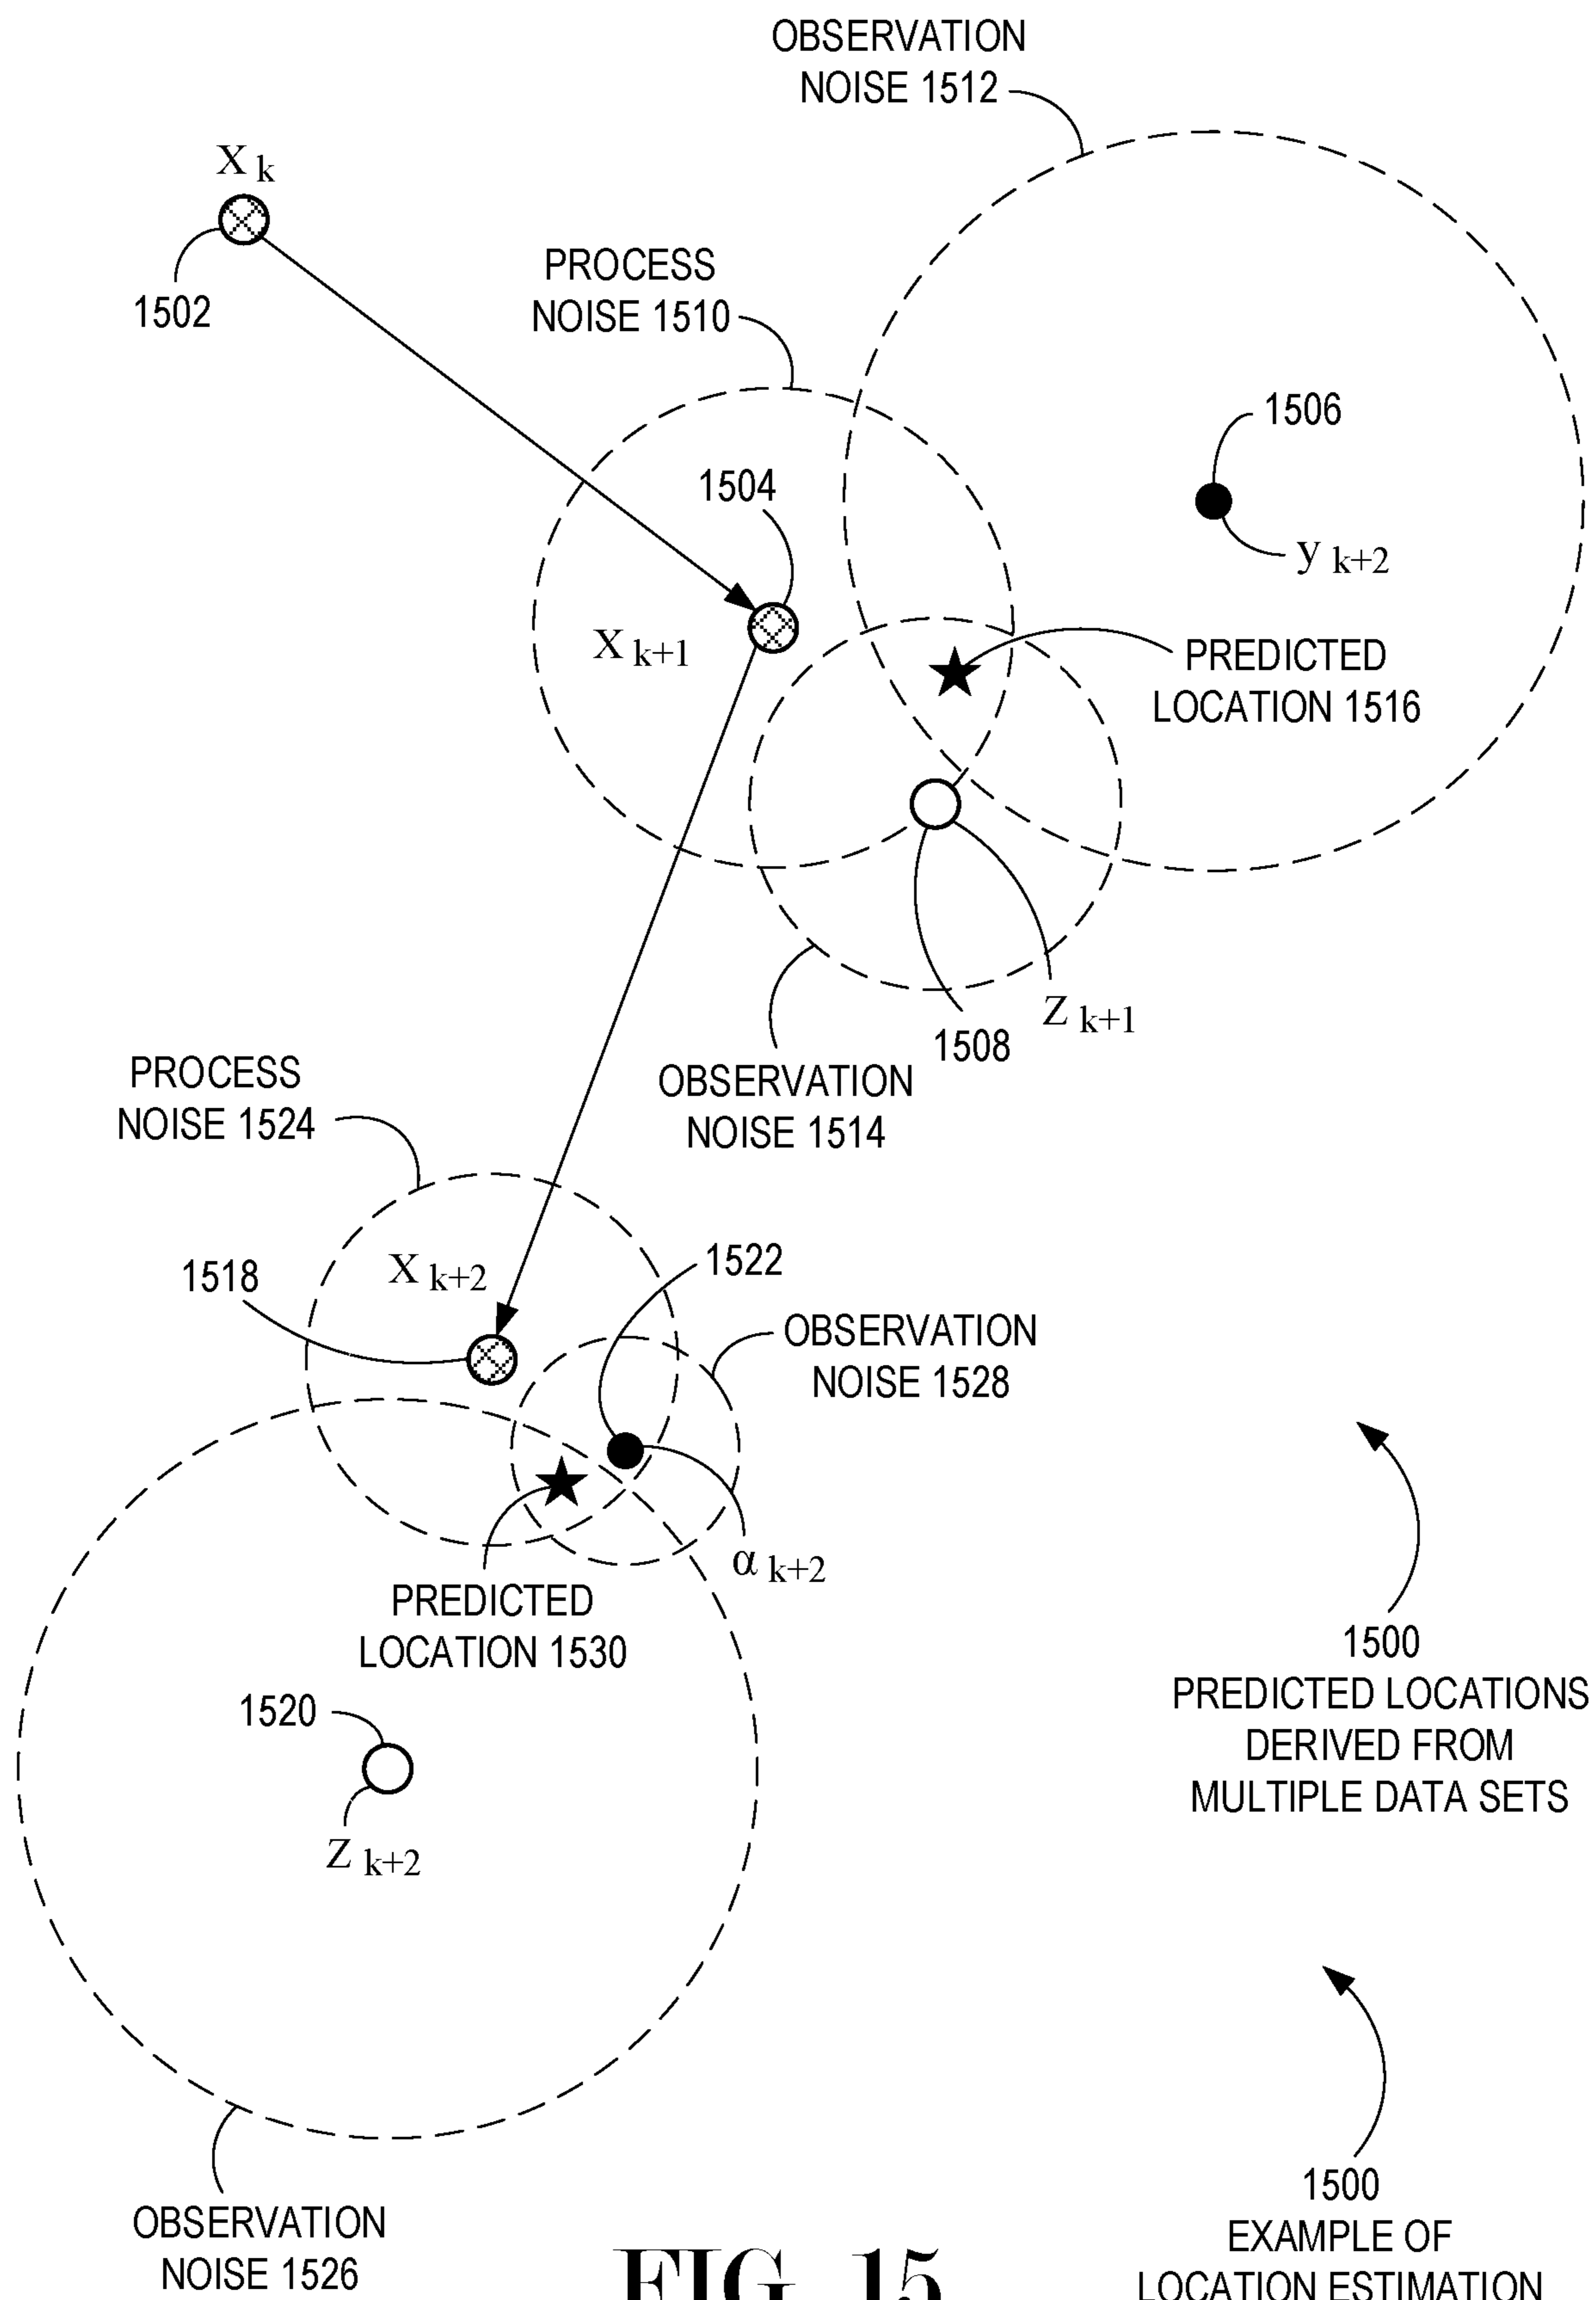 OBSERVATION
NOISE 1512
X k
1502
PROCESS
NOISE 1510
1506
1504
y k+2
X k+1
PREDICTED
LOCATION 1516
Z k+1
1508
OBSERVATION
NOISE 1514
PROCESS
NOISE 1524
1522
X k+2
1518
OBSERVATION
NOISE 1528
α k+2
PREDICTED
LOCATION 1530
1500
PREDICTED LOCATIONS
DERIVED FROM
MULTIPLE DATA SETS
1520
Z k+2
1500
EXAMPLE OF
LOCATION ESTIMATION
OBSERVATION
NOISE 1526
FIG. 15